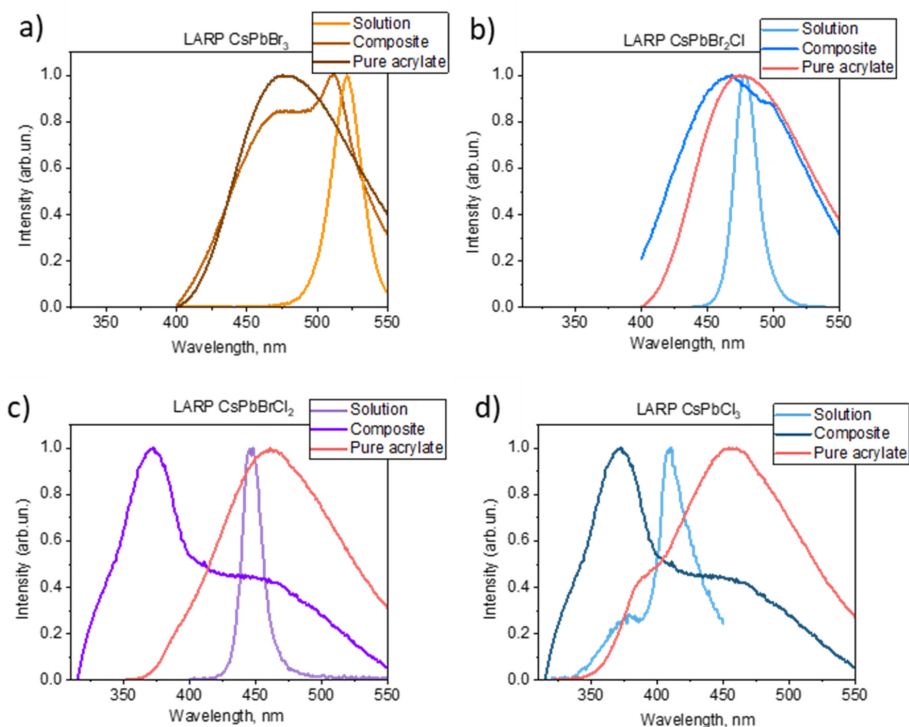 a)
LARP CsPbBr₃
Solution
Composite
Pure acrylate
Intensity (arb.un.)
1.0
0.8
0.6
0.4
0.2
0.0
350
400
450
500
550
Wavelength, nm
b)
LARP CsPbBr₂Cl
Solution
Composite
Pure acrylate
Intensity (arb.un.)
1.0
0.8
0.6
0.4
0.2
0.0
350
400
450
500
550
Wavelength, nm
c)
LARP CsPbBrCl₂
Solution
Composite
Pure acrylate
Intensity (arb.un.)
1.0
0.8
0.6
0.4
0.2
0.0
350
400
450
500
550
Wavelength, nm
d)
LARP CsPbCl₃
Solution
Composite
Pure acrylate
Intensity (arb.un.)
1.0
0.8
0.6
0.4
0.2
0.0
350
400
450
500
550
Wavelength, nm